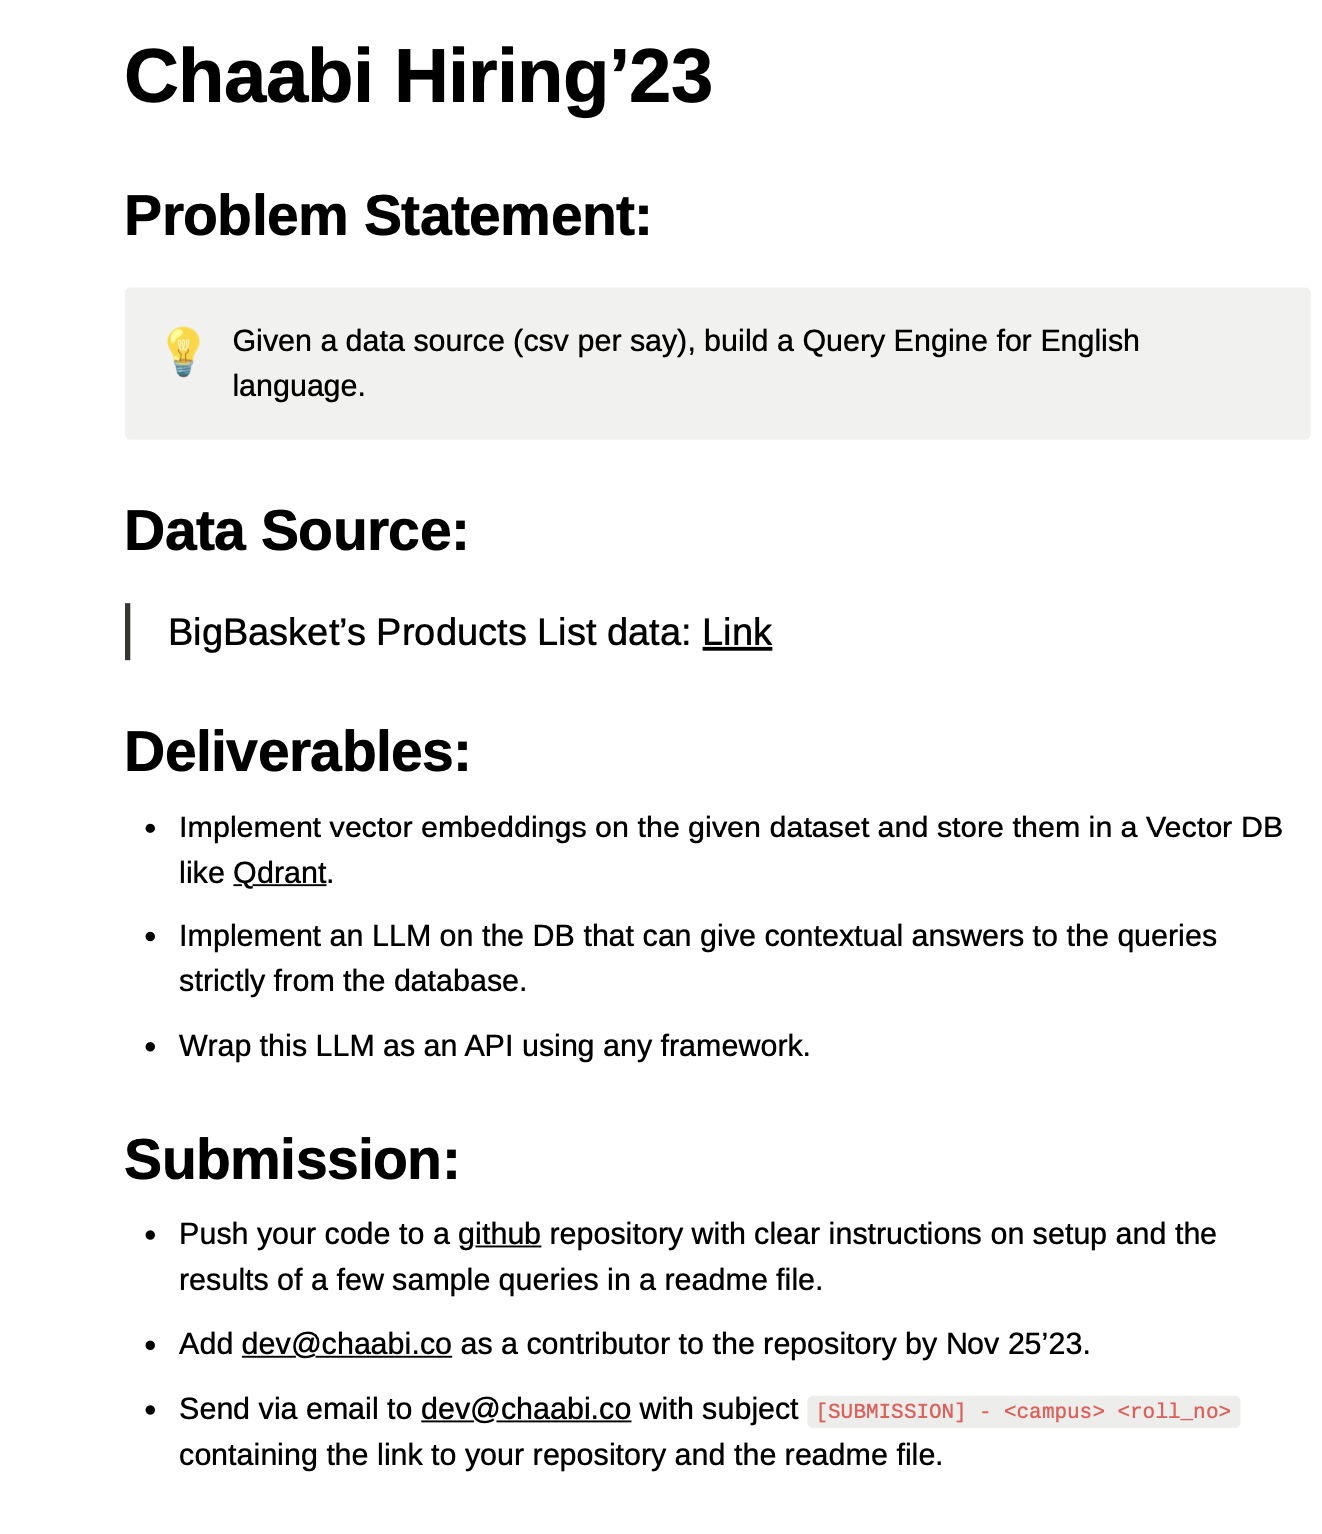 Chaabi Hiring’23
Problem Statement:
💡 Given a data source (csv per say), build a Query Engine for English
language.
Data Source:
BigBasket’s Products List data: Link
Deliverables:
• Implement vector embeddings on the given dataset and store them in a Vector DB
like Qdrant.
• Implement an LLM on the DB that can give contextual answers to the queries
strictly from the database.
• Wrap this LLM as an API using any framework.
Submission:
• Push your code to a github repository with clear instructions on setup and the
results of a few sample queries in a readme file.
• Add dev@chaabi.co as a contributor to the repository by Nov 25’23.
• Send via email to dev@chaabi.co with subject [SUBMISSION] - <campus> <roll_no>
containing the link to your repository and the readme file.